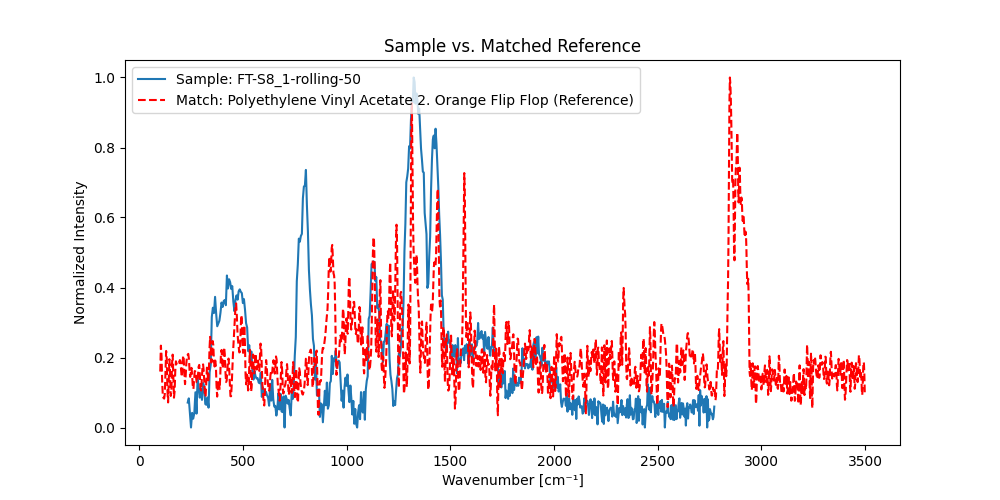 Sample vs. Matched Reference
Sample: FT-S8_1-rolling-50
Match: Polyethylene Vinyl Acetate 2. Orange Flip Flop (Reference)
Normalized Intensity
1.0
0.8
0.6
0.4
0.2
0.0
0 500 1000 1500 2000 2500 3000 3500
Wavenumber [cm⁻¹]